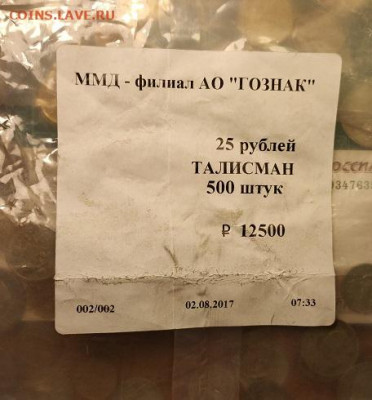 COINS.LAVE.RU
ММД - филиал АО "ГОЗНАК"
25 рублей
ТАЛИСМАН
500 штук
₽ 12500
002/002 02.08.2017 07:33